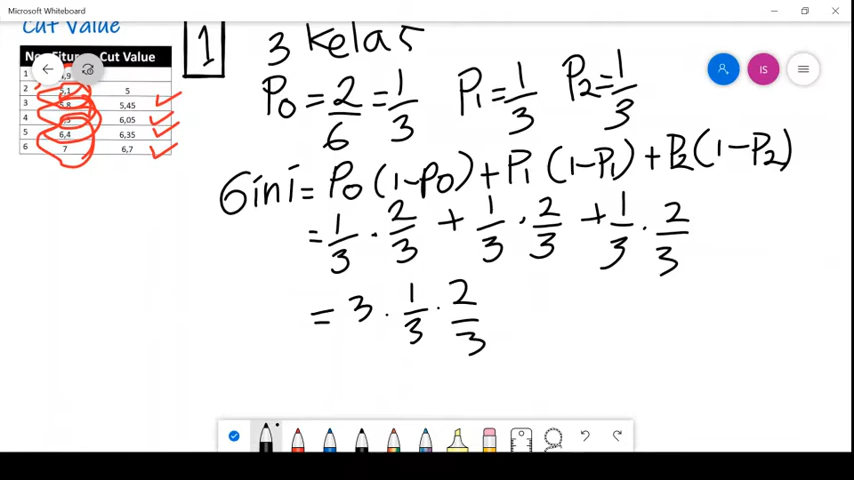 Microsoft Whiteboard
Cut Value
Cut Value
1
2 5,1 5
3 5,8 5,45
4 6,05
5 6,4 6,35
6 7 6,7
IS
1
3 Kelas
P0 = 2/6 = 1/3 P1 = 1/3 P2 = 1/3
Gini = P0 (1-P0) + P1 (1-P1) + P2 (1-P2)
= 1/3 . 2/3 + 1/3 . 2/3 + 1/3 . 2/3
= 3 . 1/3 . 2/3